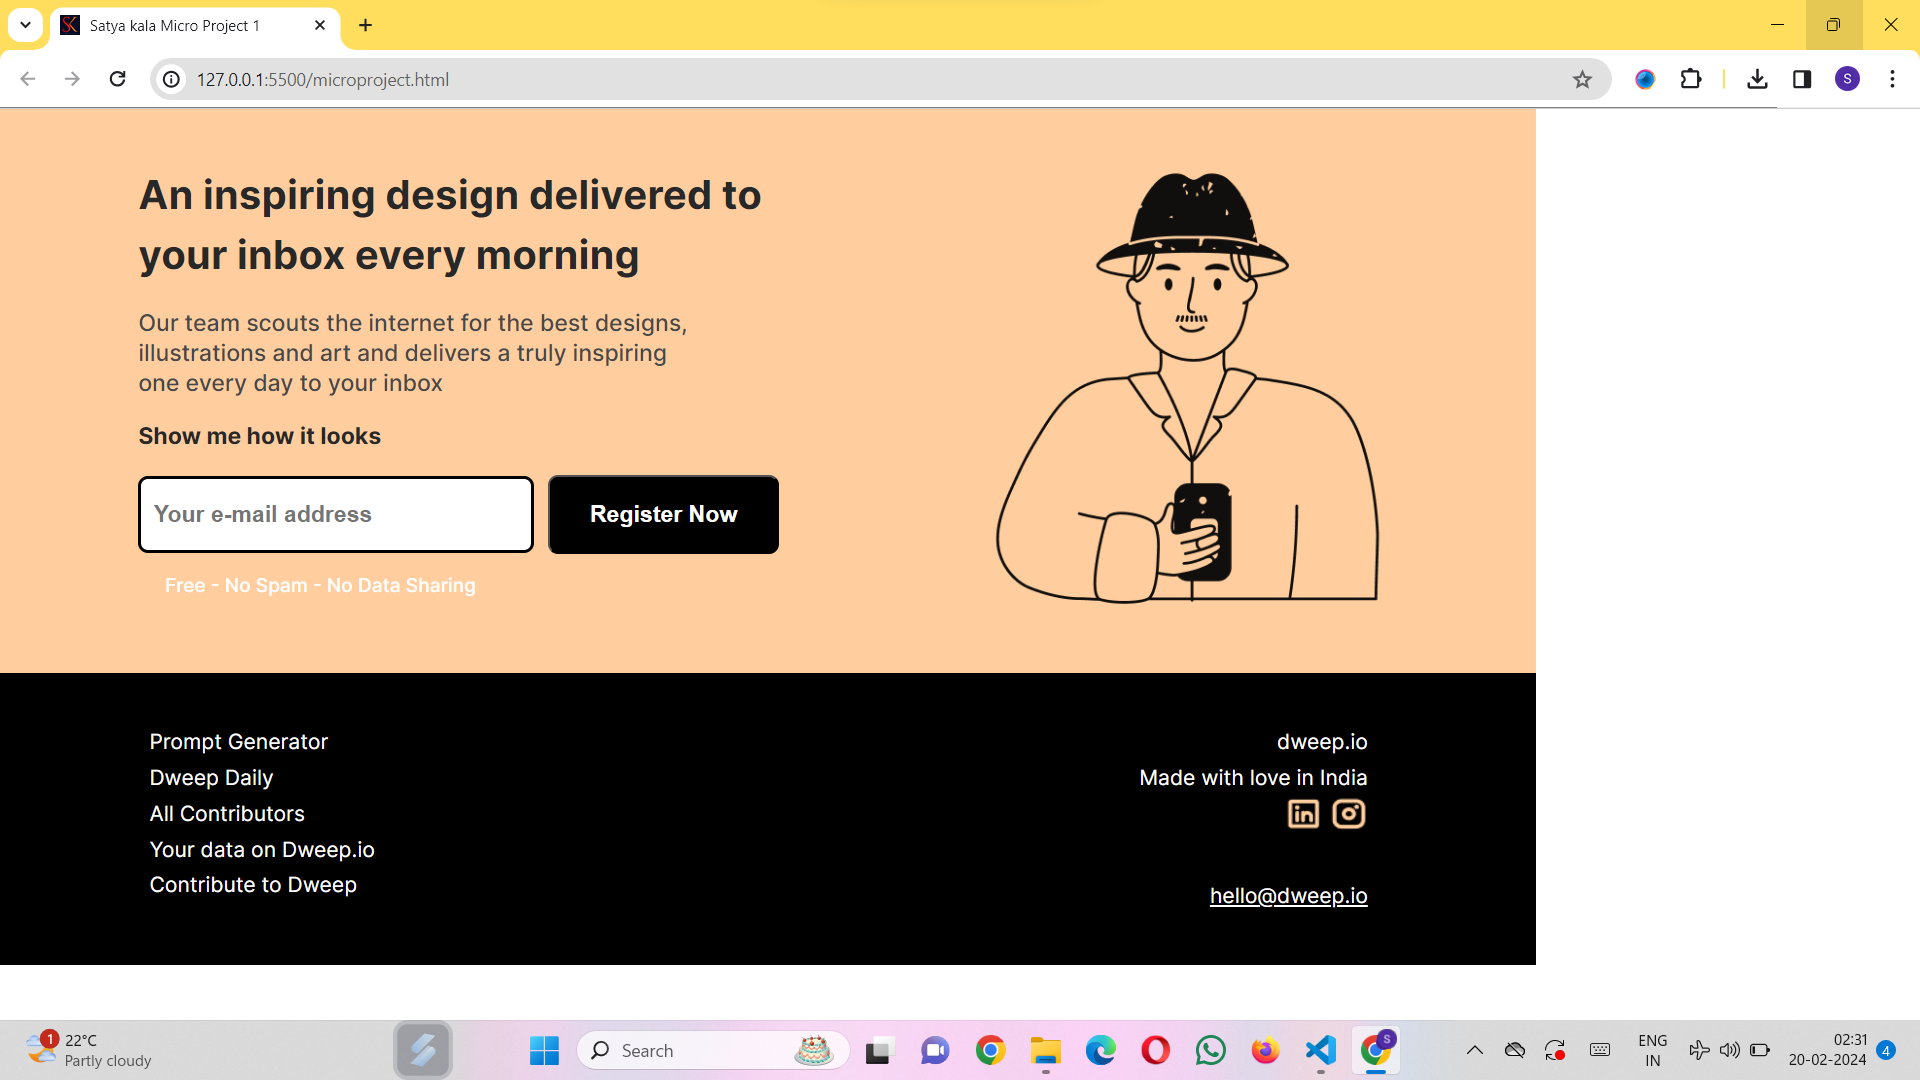 Satya kala Micro Project 1
127.0.0.1:5500/microproject.html
S
An inspiring design delivered to
your inbox every morning
Our team scouts the internet for the best designs,
illustrations and art and delivers a truly inspiring
one every day to your inbox
Show me how it looks
Your e-mail address
Register Now
Free - No Spam - No Data Sharing
Prompt Generator
Dweep Daily
All Contributors
Your data on Dweep.io
Contribute to Dweep
dweep.io
Made with love in India
in
hello@dweep.io
1
22°C
Partly cloudy
Search
S
ENG
IN
02:31
20-02-2024
4